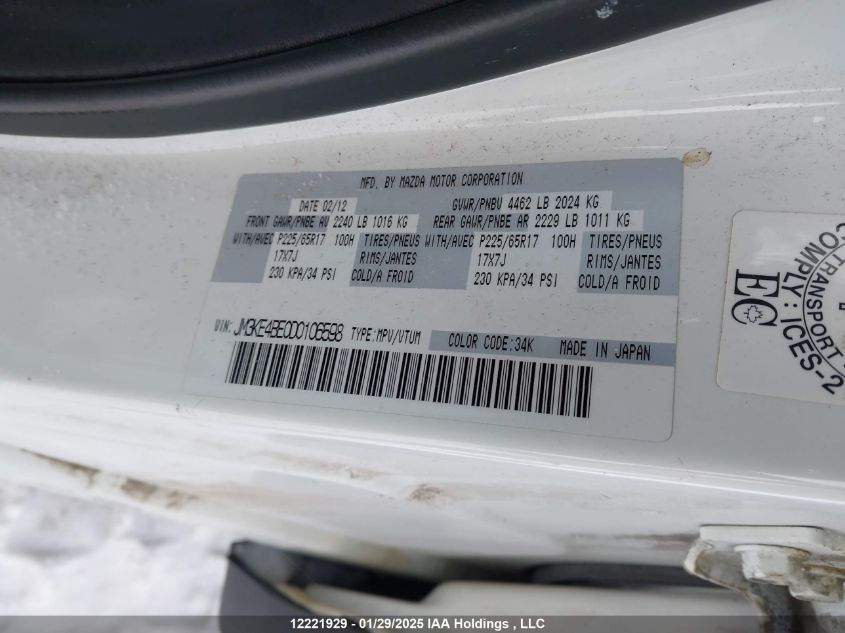 MFD. BY MAZDA MOTOR CORPORATION
DATE 02/12 GVWR/PNBV 4462 LB 2024 KG
FRONT GAWR/PNBE AV 2240 LB 1016 KG REAR GAWR/PNBE AR 2229 LB 1011 KG
WITH/AVEC P225/65R17 100H TIRES/PNEUS WITH/AVEC P225/65R17 100H TIRES/PNEUS
17X7J RIMS/JANTES 17X7J RIMS/JANTES
230 KPA/34 PSI COLD/A FROID 230 KPA/34 PSI COLD/A FROID
VIN: JM3KE4BE0D0106598 TYPE:MPV/VTUM COLOR CODE:34K MADE IN JAPAN
TRANSPORT
COMPLY: ICES-2
EC
12221929 - 01/29/2025 IAA Holdings , LLC